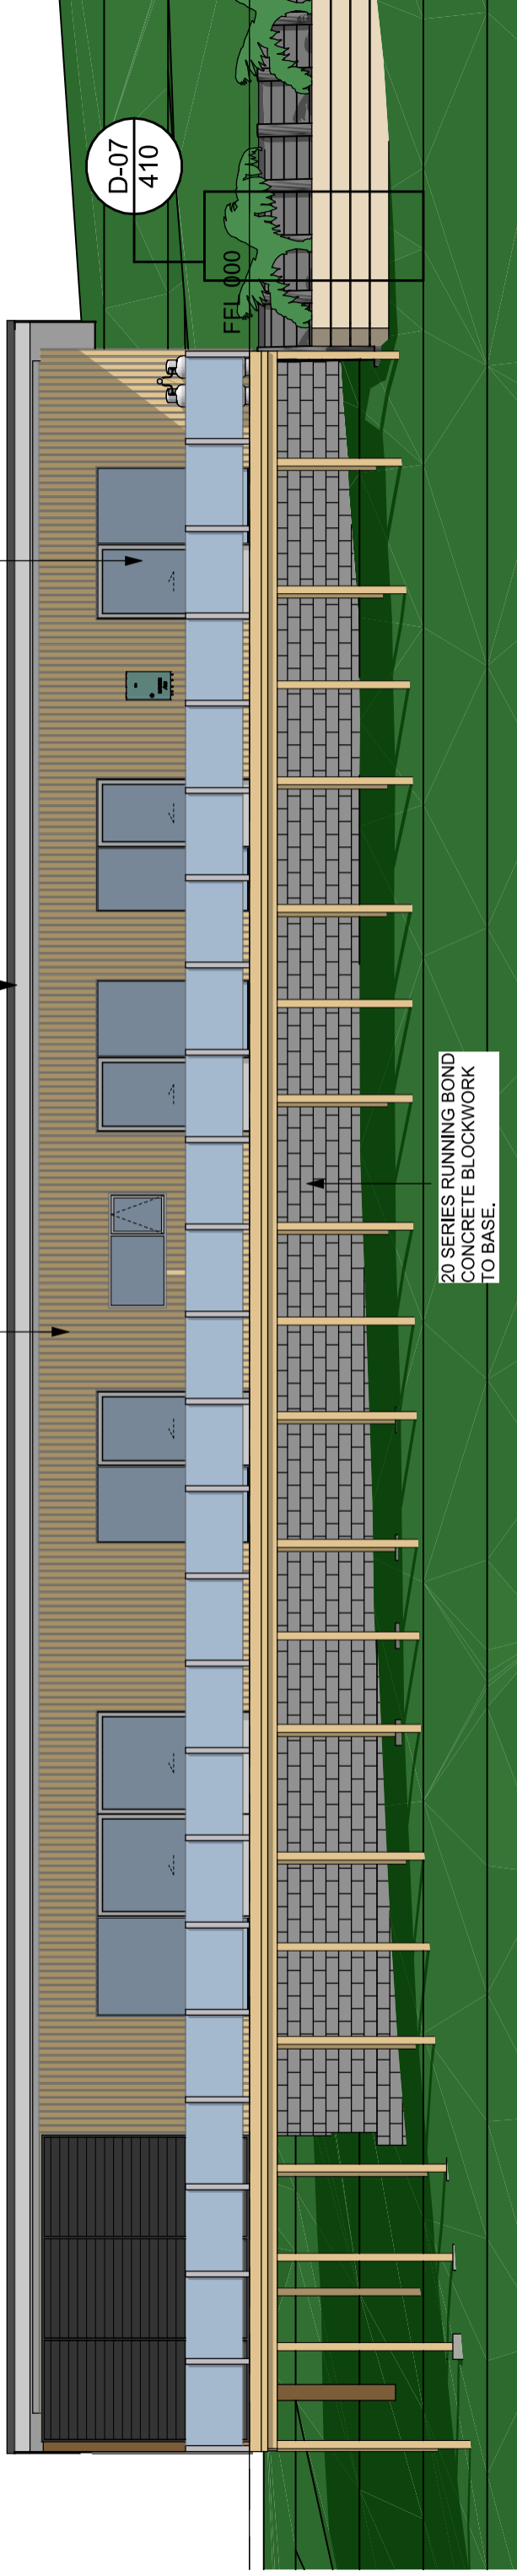 D-07
410
FFL 000
20 SERIES RUNNING BOND
CONCRETE BLOCKWORK
TO BASE.